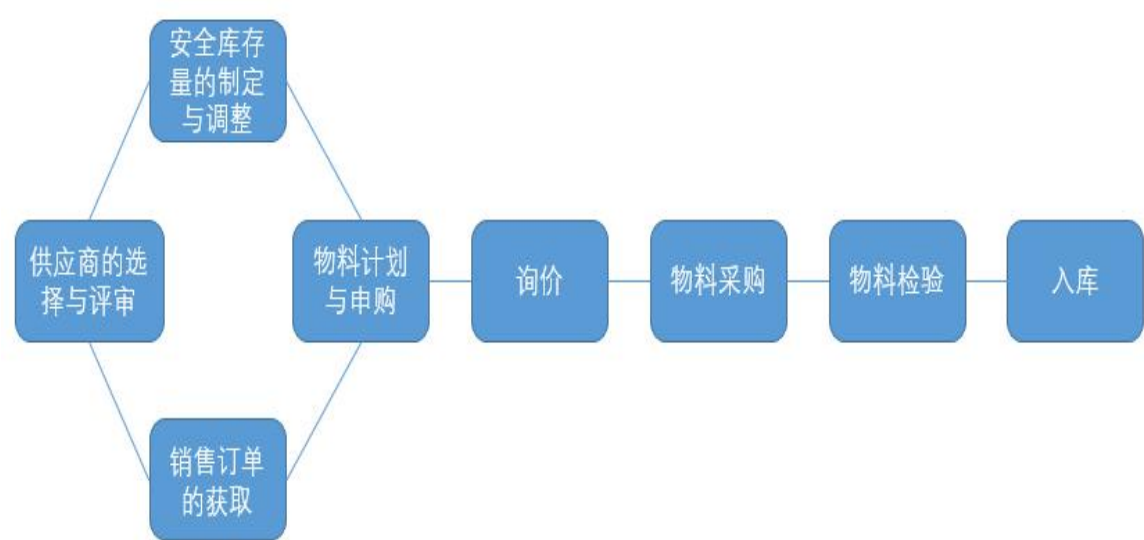 安全库存
量的制定
与调整
供应商的选
择与评审
物料计划
与申购
询价
物料采购
物料检验
入库
销售订单
的获取